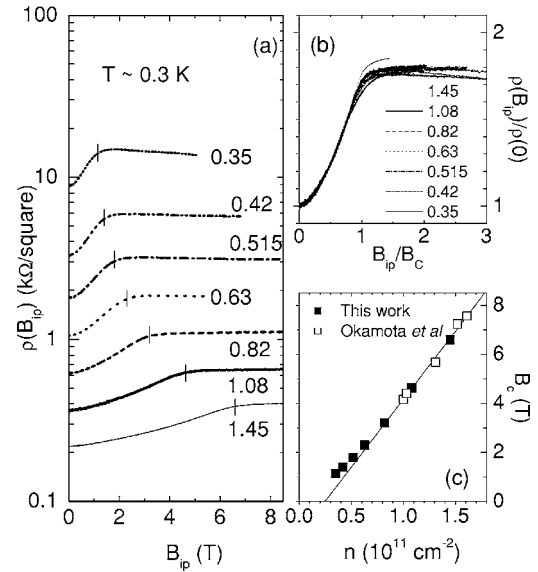 (a)
T ~ 0.3 K
100
10
1
0.1
ρ(B_ip) (kΩ/square)
0.35
0.42
0.515
0.63
0.82
1.08
1.45
0 2 4 6 8
B_ip (T)
(b)
2
1
ρ(B_ip)/ρ(0)
1.45
1.08
0.82
0.63
0.515
0.42
0.35
0 1 2 3
B_ip/B_C
This work
Okamota et al
8
6
4
2
0
B_c (T)
(c)
0.0 0.5 1.0 1.5
n (10^11 cm^-2)